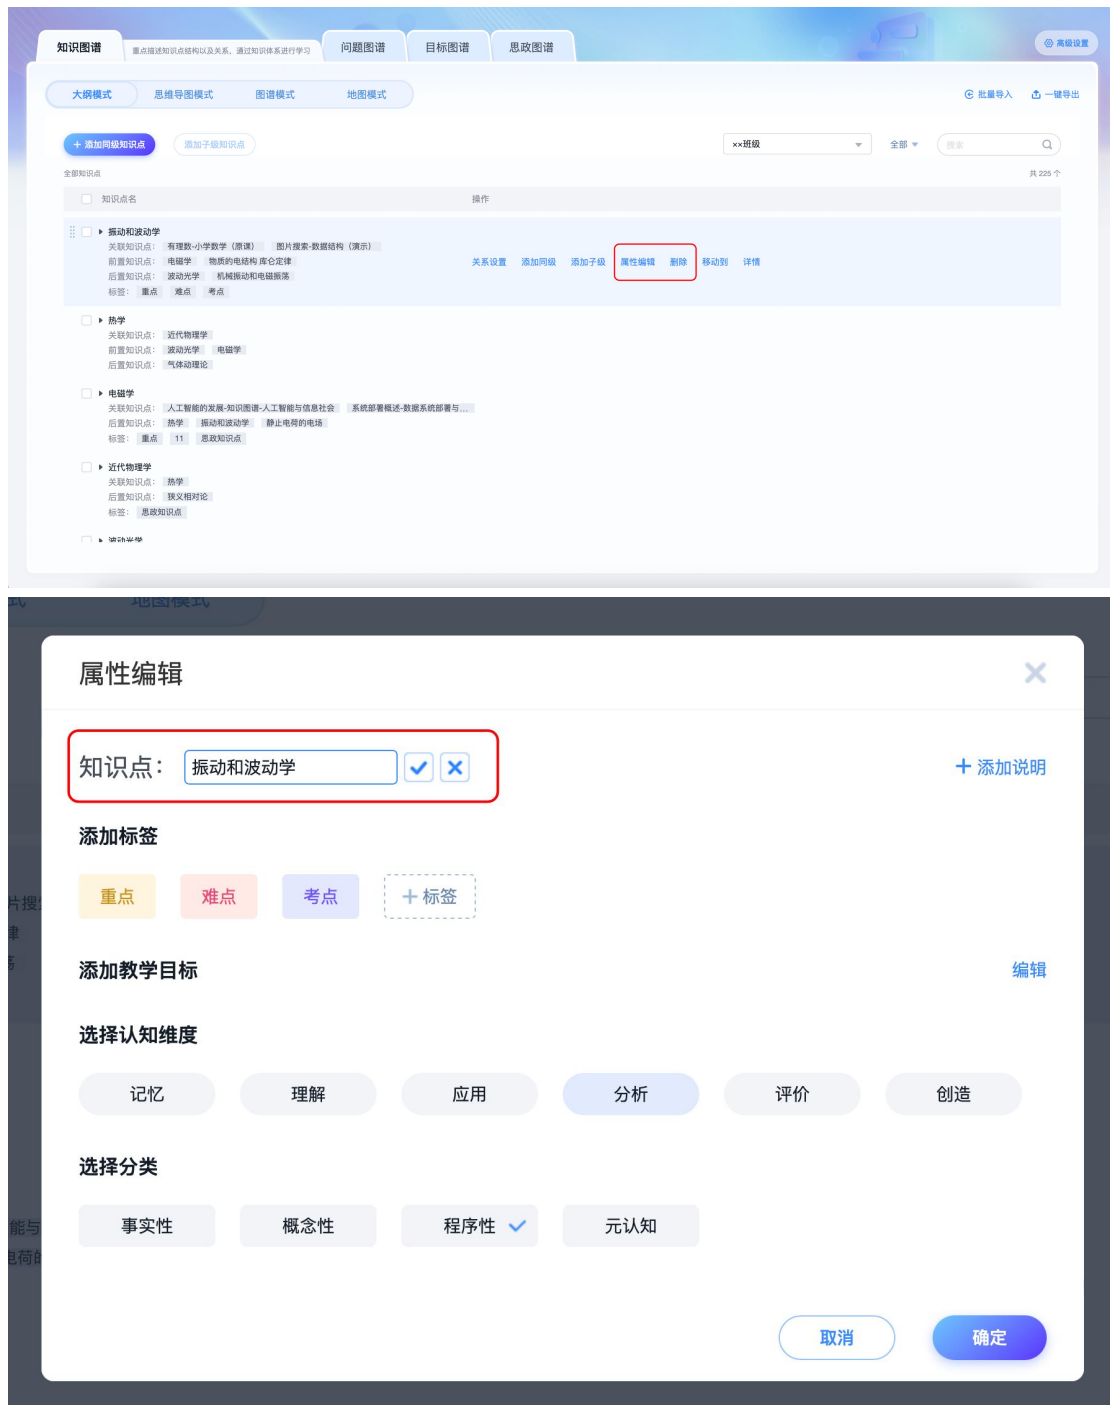 知识图谱 重点描述知识点结构以及关系，通过知识体系进行学习 问题图谱 目标图谱 思政图谱 高级设置
大纲模式 思维导图模式 图谱模式 地图模式 批量导入 一键导出
+ 添加同级知识点 添加子级知识点 ××班级 全部 搜索
全部知识点 共 225 个
知识点名 操作
振动和波动学
关联知识点： 有理数-小学数学（原课） 图片搜索-数据结构（演示）
前置知识点： 电磁学 物质的电结构 库仑定律 关系设置 添加同级 添加子级 属性编辑 删除 移动到 详情
后置知识点： 波动光学 机械振动和电磁振荡
标签： 重点 难点 考点
热学
关联知识点： 近代物理学
前置知识点： 波动光学 电磁学
后置知识点： 气体动理论
电磁学
关联知识点： 人工智能的发展-知识图谱-人工智能与信息社会 系统部署概述-数据系统部署与...
后置知识点： 热学 振动和波动学 静止电荷的电场
标签： 重点 11 思政知识点
近代物理学
关联知识点： 热学
后置知识点： 狭义相对论
标签： 思政知识点
波动光学
式 地图模式
属性编辑
知识点： 振动和波动学 + 添加说明
添加标签
重点 难点 考点 + 标签
片搜
律
添加教学目标 编辑
选择认知维度
记忆 理解 应用 分析 评价 创造
选择分类
事实性 概念性 程序性 元认知
能与
电荷的
取消 确定